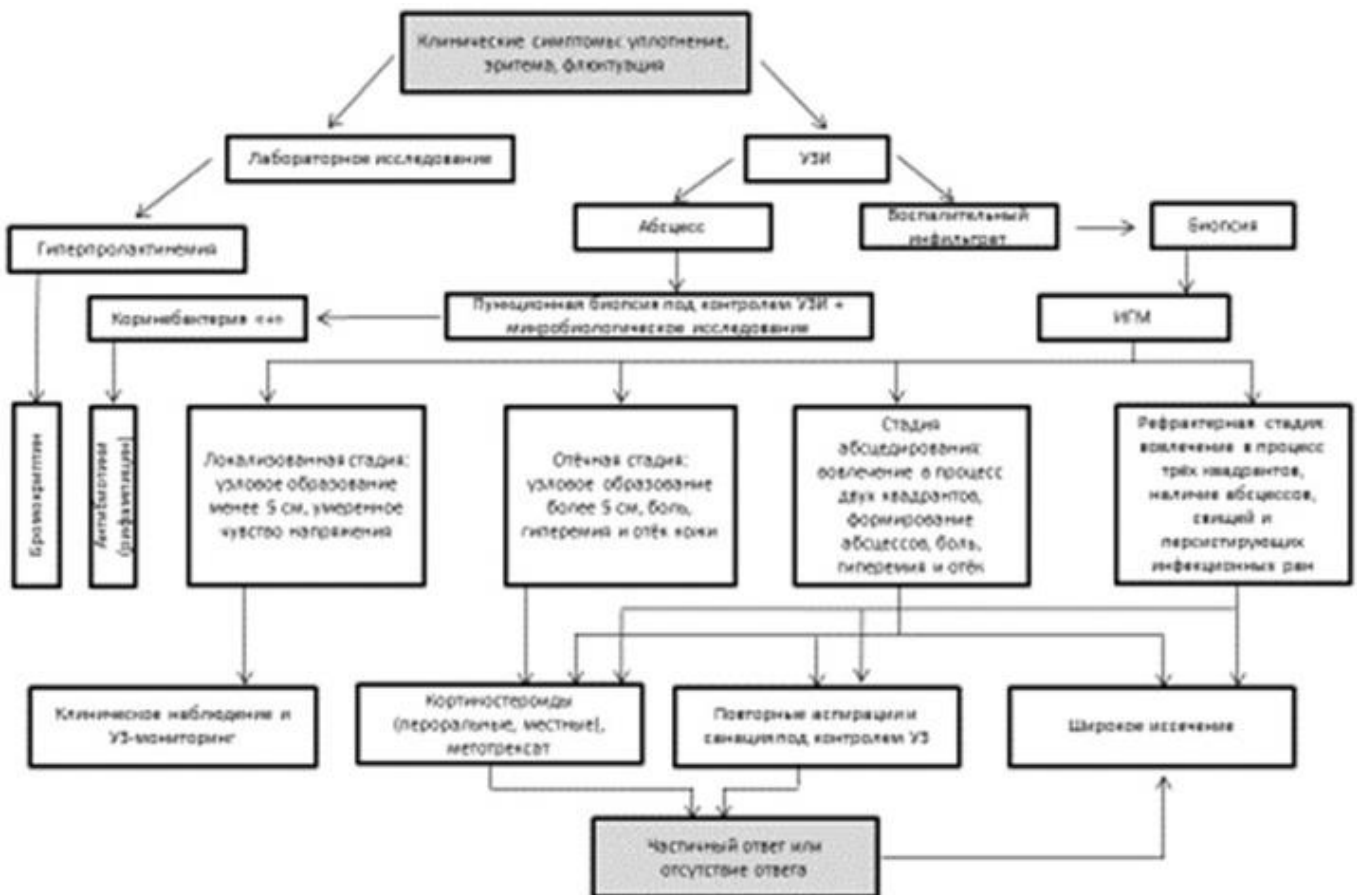 Клинические симптомы: уплотнение,
эритема, флюктуация
Лабораторное исследование
УЗИ
Абсцесс
Воспалительный
инфильтрат
Биопсия
Гиперпролактинемия
Коринебактерия «+»
Пункционная биопсия под контролем УЗИ +
микробиологическое исследование
ИГМ
Бромокриптин
Антибиотики
(рифампицин)
Локализованная стадия:
узловое образование
менее 5 см, умеренное
чувство напряжения
Отёчная стадия:
узловое образование
более 5 см, боль,
гиперемия и отёк кожи
Стадия
абсцедирования:
вовлечение в процесс
двух квадрантов,
формирование
абсцессов, боль,
гиперемия и отёк
Рефрактерная стадия:
вовлечение в процесс
трёх квадрантов,
наличие абсцессов,
свищей и
персистирующих
инфекционных ран
Клиническое наблюдение и
УЗ-мониторинг
Кортикостероиды
(пероральные, местные),
метотрексат
Повторные аспирации и
санация под контролем УЗ
Широкое иссечение
Частичный ответ или
отсутствие ответа